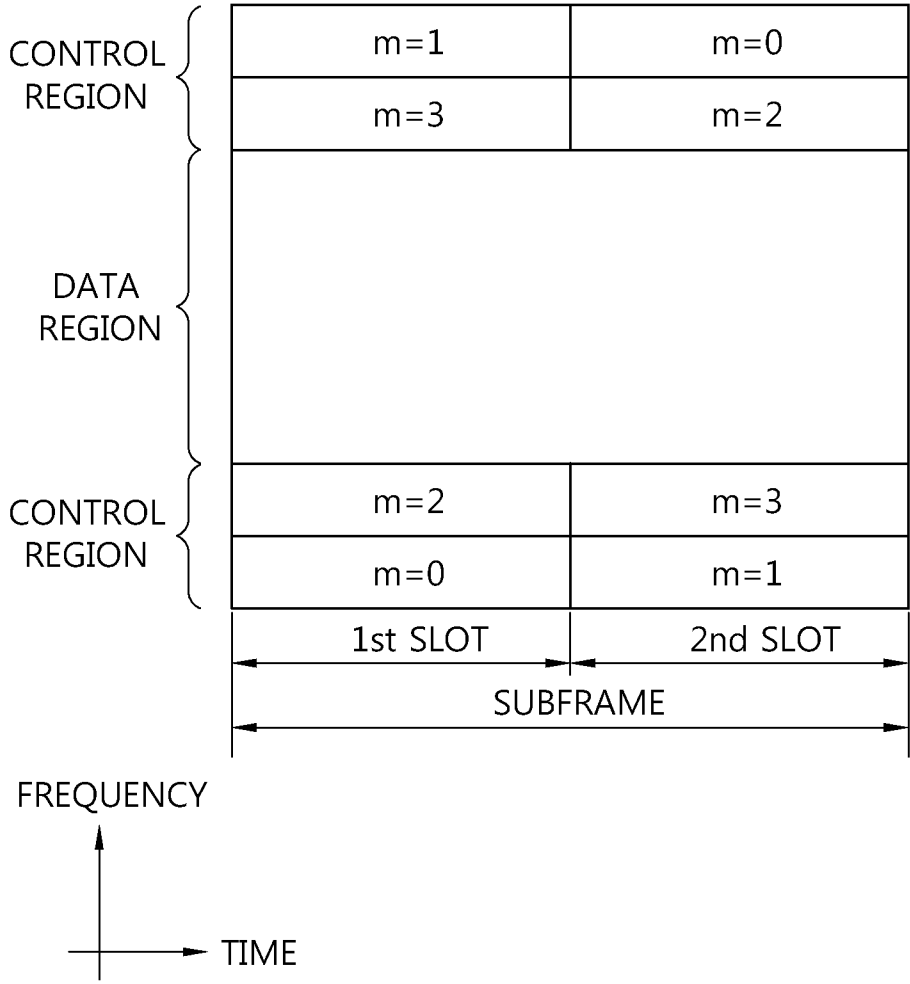 CONTROL
REGION
m=1
m=0
m=3
m=2
DATA
REGION
CONTROL
REGION
m=2
m=3
m=0
m=1
1st SLOT
2nd SLOT
SUBFRAME
FREQUENCY
TIME